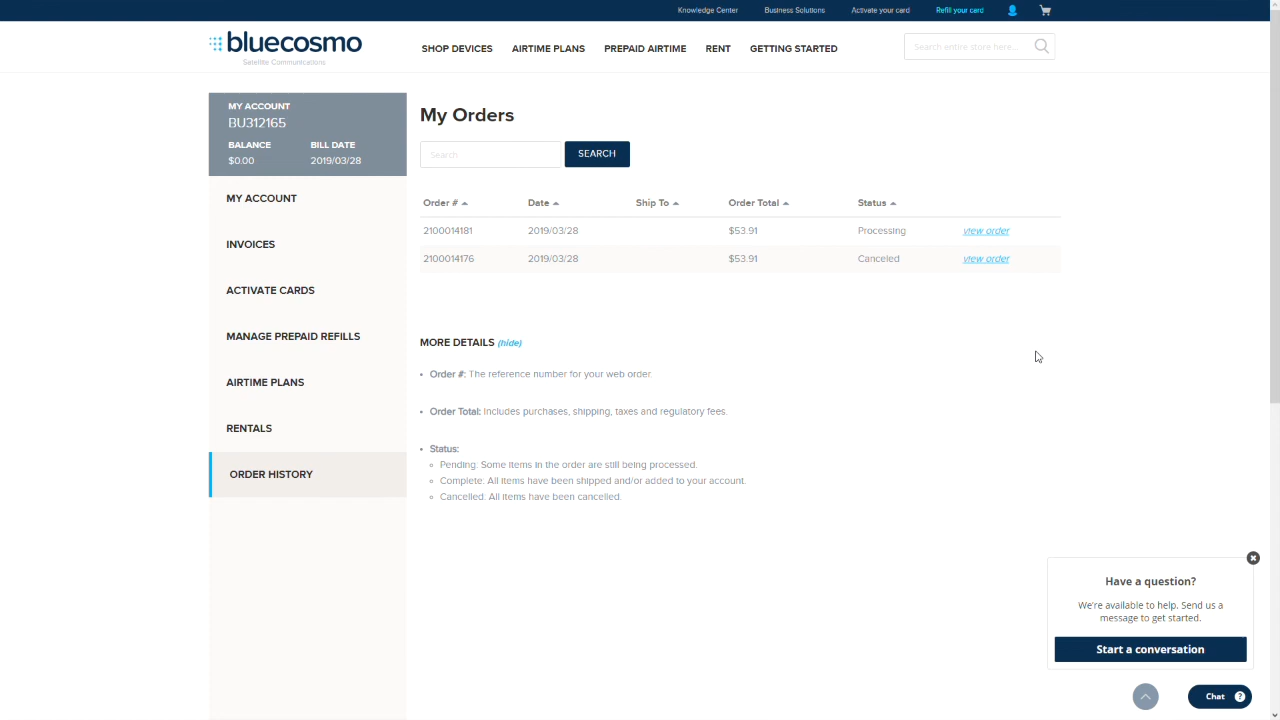 Knowledge Center Business Solutions Activate your card Refill your card
bluecosmo
Satellite Communications
SHOP DEVICES AIRTIME PLANS PREPAID AIRTIME RENT GETTING STARTED
Search entire store here...
MY ACCOUNT
BU312165
BALANCE BILL DATE
$0.00 2019/03/28
MY ACCOUNT
INVOICES
ACTIVATE CARDS
MANAGE PREPAID REFILLS
AIRTIME PLANS
RENTALS
ORDER HISTORY
My Orders
Search SEARCH
Order # Date Ship To Order Total Status
2100014181 2019/03/28 $53.91 Processing view order
2100014176 2019/03/28 $53.91 Canceled view order
MORE DETAILS (hide)
• Order #: The reference number for your web order.
• Order Total: Includes purchases, shipping, taxes and regulatory fees.
• Status:
Pending: Some items in the order are still being processed.
Complete: All items have been shipped and/or added to your account.
Cancelled: All items have been cancelled.
Have a question?
We're available to help. Send us a
message to get started.
Start a conversation
Chat ?